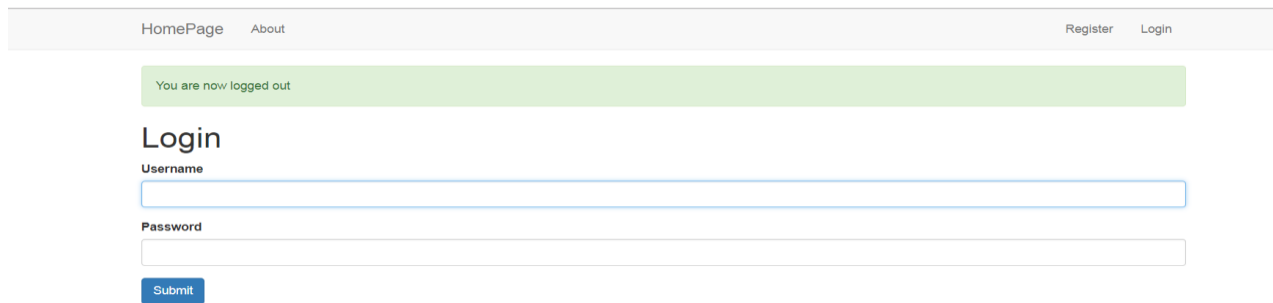 HomePage About Register Login
You are now logged out
Login
Username
Password
Submit